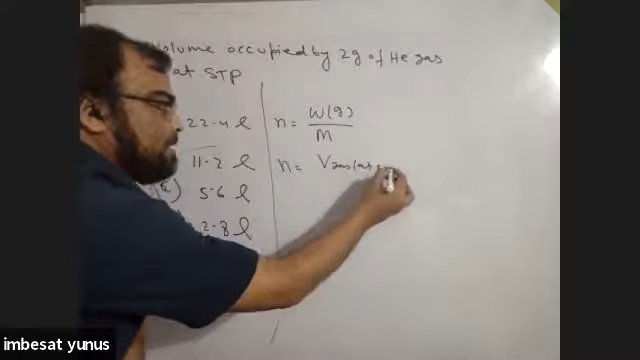 volume occupied by 2g of He gas
at STP
22.4 l
11.2 l
5.6 l
2.8 l
n = W(g)
M
n = Vgas(at
imbesat yunus